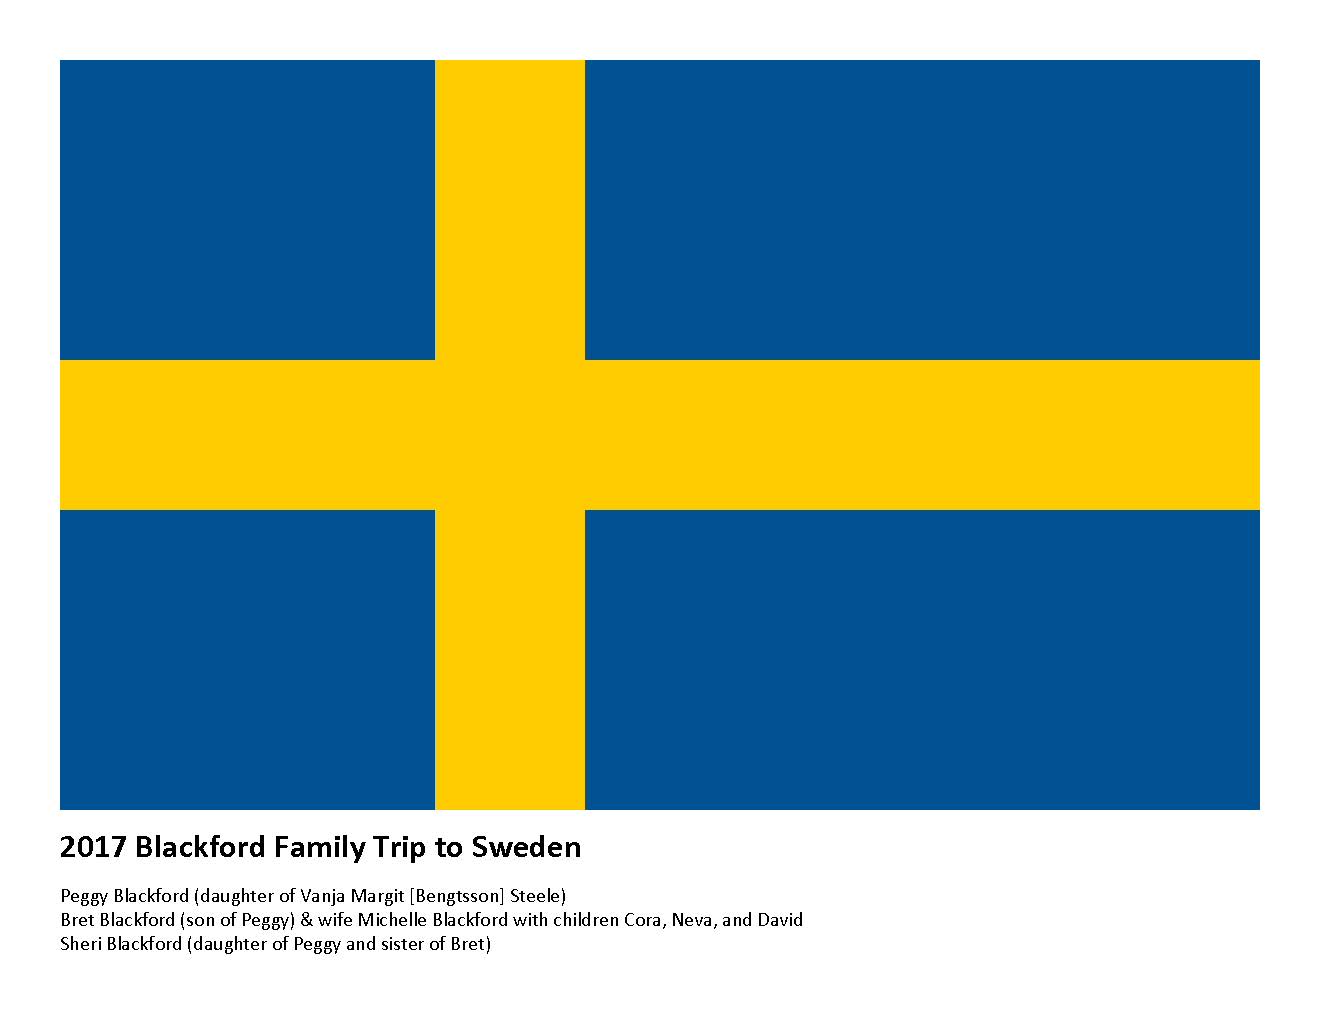 2017 Blackford Family Trip to Sweden
Peggy Blackford (daughter of Vanja Margit [Bengtsson] Steele)
Bret Blackford (son of Peggy) & wife Michelle Blackford with children Cora, Neva, and David
Sheri Blackford (daughter of Peggy and sister of Bret)